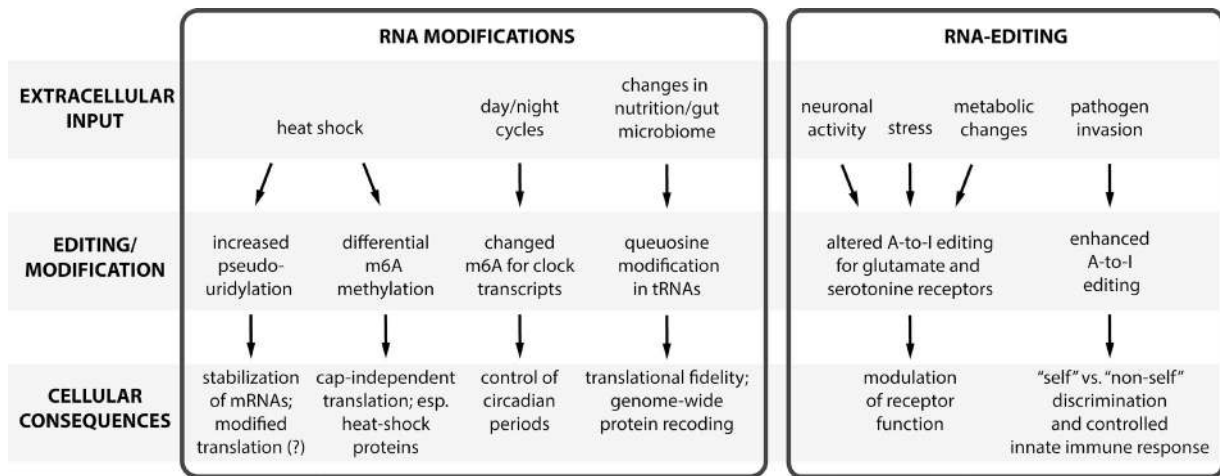 RNA MODIFICATIONS
RNA-EDITING
EXTRACELLULAR
INPUT
heat shock
day/night
cycles
changes in
nutrition/gut
microbiome
neuronal
activity
stress
metabolic
changes
pathogen
invasion
EDITING/
MODIFICATION
increased
pseudo-
uridylation
differential
m6A
methylation
changed
m6A for clock
transcripts
queuosine
modification
in tRNAs
altered A-to-I editing
for glutamate and
serotonine receptors
enhanced
A-to-I
editing
CELLULAR
CONSEQUENCES
stabilization
of mRNAs;
modified
translation (?)
cap-independent
translation; esp.
heat-shock
proteins
control of
circadian
periods
translational fidelity;
genome-wide
protein recoding
modulation
of receptor
function
“self” vs. “non-self”
discrimination
and controlled
innate immune response